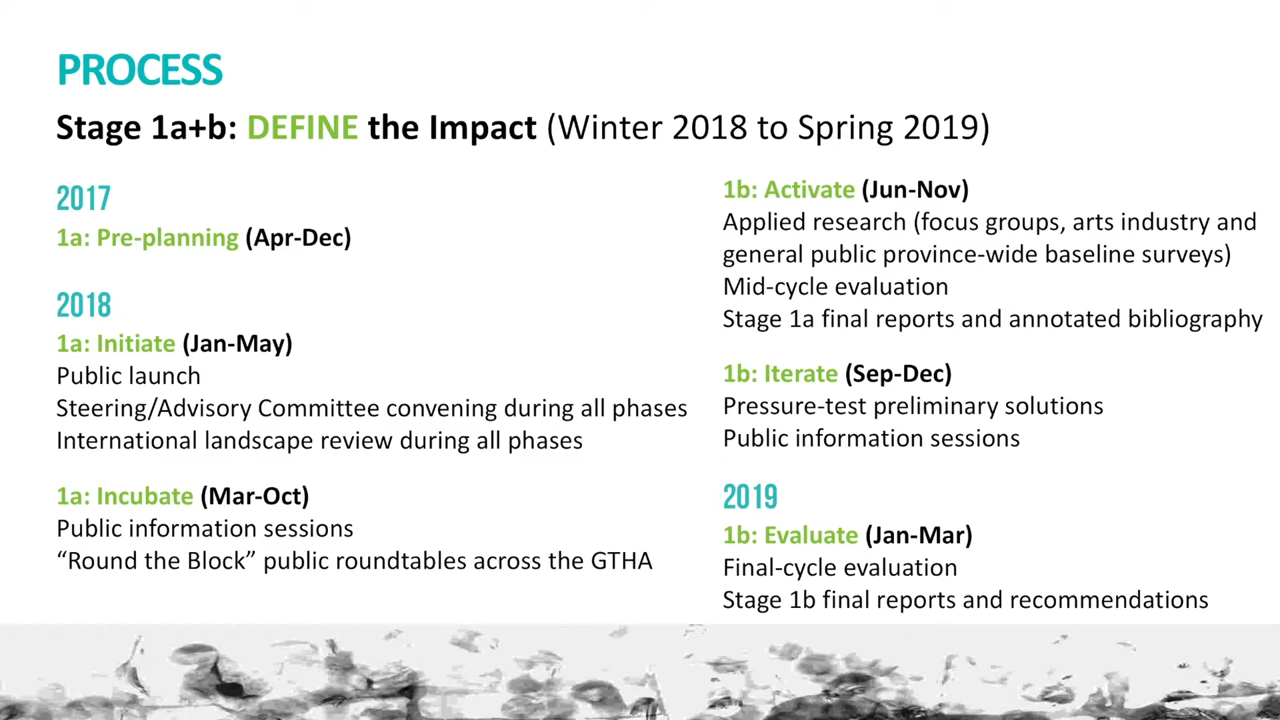 PROCESS
Stage 1a+b: DEFINE the Impact (Winter 2018 to Spring 2019)
2017
1a: Pre-planning (Apr-Dec)
2018
1a: Initiate (Jan-May)
Public launch
Steering/Advisory Committee convening during all phases
International landscape review during all phases
1a: Incubate (Mar-Oct)
Public information sessions
“Round the Block” public roundtables across the GTHA
1b: Activate (Jun-Nov)
Applied research (focus groups, arts industry and
general public province-wide baseline surveys)
Mid-cycle evaluation
Stage 1a final reports and annotated bibliography
1b: Iterate (Sep-Dec)
Pressure-test preliminary solutions
Public information sessions
2019
1b: Evaluate (Jan-Mar)
Final-cycle evaluation
Stage 1b final reports and recommendations